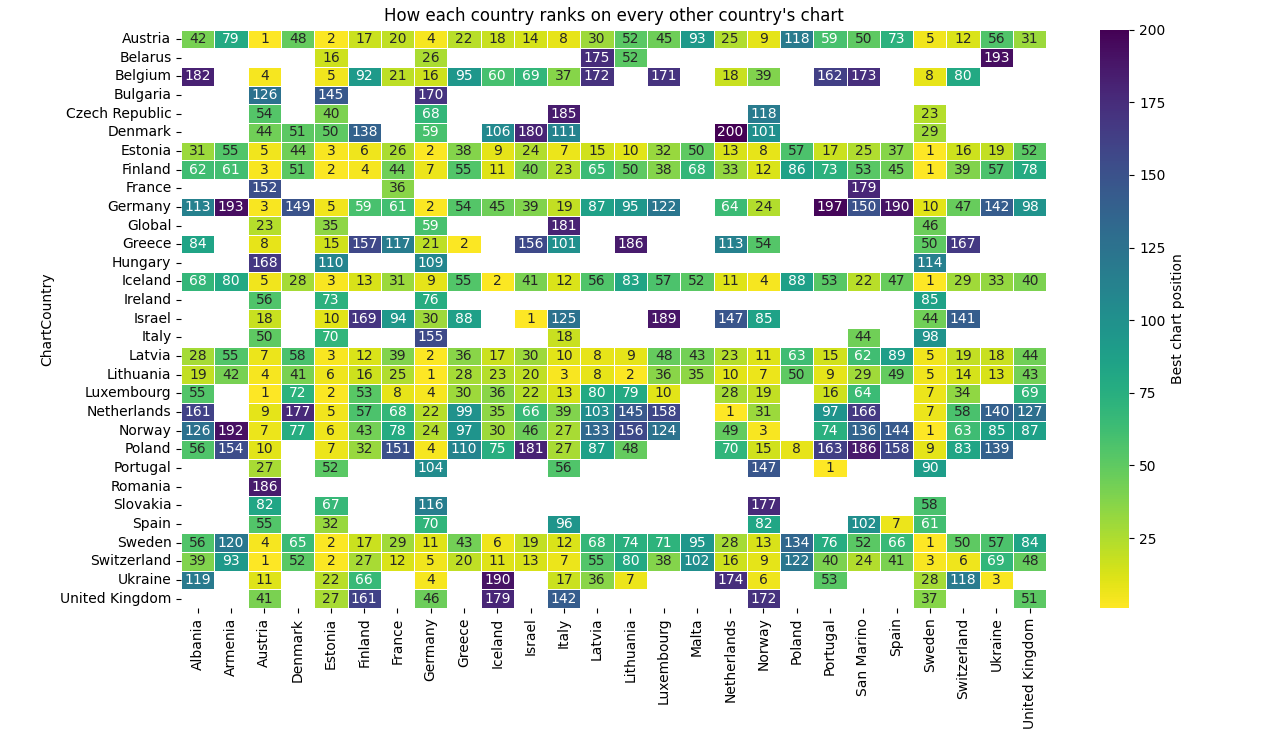 How each country ranks on every other country's chart
ChartCountry
Austria 42 79 1 48 2 17 20 4 22 18 14 8 30 52 45 93 25 9 118 59 50 73 5 12 56 31
Belarus 16 26 175 52 193
Belgium 182 4 5 92 21 16 95 60 69 37 172 171 18 39 162 173 8 80
Bulgaria 126 145 170
Czech Republic 54 40 68 185 118 23
Denmark 44 51 50 138 59 106 180 111 200 101 29
Estonia 31 55 5 44 3 6 26 2 38 9 24 7 15 10 32 50 13 8 57 17 25 37 1 16 19 52
Finland 62 61 3 51 2 4 44 7 55 11 40 23 65 50 38 68 33 12 86 73 53 45 1 39 57 78
France 152 36 179
Germany 113 193 3 149 5 59 61 2 54 45 39 19 87 95 122 64 24 197 150 190 10 47 142 98
Global 23 35 59 181 46
Greece 84 8 15 157 117 21 2 156 101 186 113 54 50 167
Hungary 168 110 109 114
Iceland 68 80 5 28 3 13 31 9 55 2 41 12 56 83 57 52 11 4 88 53 22 47 1 29 33 40
Ireland 56 73 76 85
Israel 18 10 169 94 30 88 1 125 189 147 85 44 141
Italy 50 70 155 18 44 98
Latvia 28 55 7 58 3 12 39 2 36 17 30 10 8 9 48 43 23 11 63 15 62 89 5 19 18 44
Lithuania 19 42 4 41 6 16 25 1 28 23 20 3 8 2 36 35 10 7 50 9 29 49 5 14 13 43
Luxembourg 55 1 72 2 53 8 4 30 36 22 13 80 79 10 28 19 16 64 7 34 69
Netherlands 161 9 177 5 57 68 22 99 35 66 39 103 145 158 1 31 97 166 7 58 140 127
Norway 126 192 7 77 6 43 78 24 97 30 46 27 133 156 124 49 3 74 136 144 1 63 85 87
Poland 56 154 10 7 32 151 4 110 75 181 27 87 48 70 15 8 163 186 158 9 83 139
Portugal 27 52 104 56 147 1 90
Romania 186
Slovakia 82 67 116 177 58
Spain 55 32 70 96 82 102 7 61
Sweden 56 120 4 65 2 17 29 11 43 6 19 12 68 74 71 95 28 13 134 76 52 66 1 50 57 84
Switzerland 39 93 1 52 2 27 12 5 20 11 13 7 55 80 38 102 16 9 122 40 24 41 3 6 69 48
Ukraine 119 11 22 66 4 190 17 36 7 174 6 53 28 118 3
United Kingdom 41 27 161 46 179 142 172 37 51
Albania Armenia Austria Denmark Estonia Finland France Germany Greece Iceland Israel Italy Latvia Lithuania Luxembourg Malta Netherlands Norway Poland Portugal San Marino Spain Sweden Switzerland Ukraine United Kingdom
200
175
150
125
100
75
50
25
Best chart position